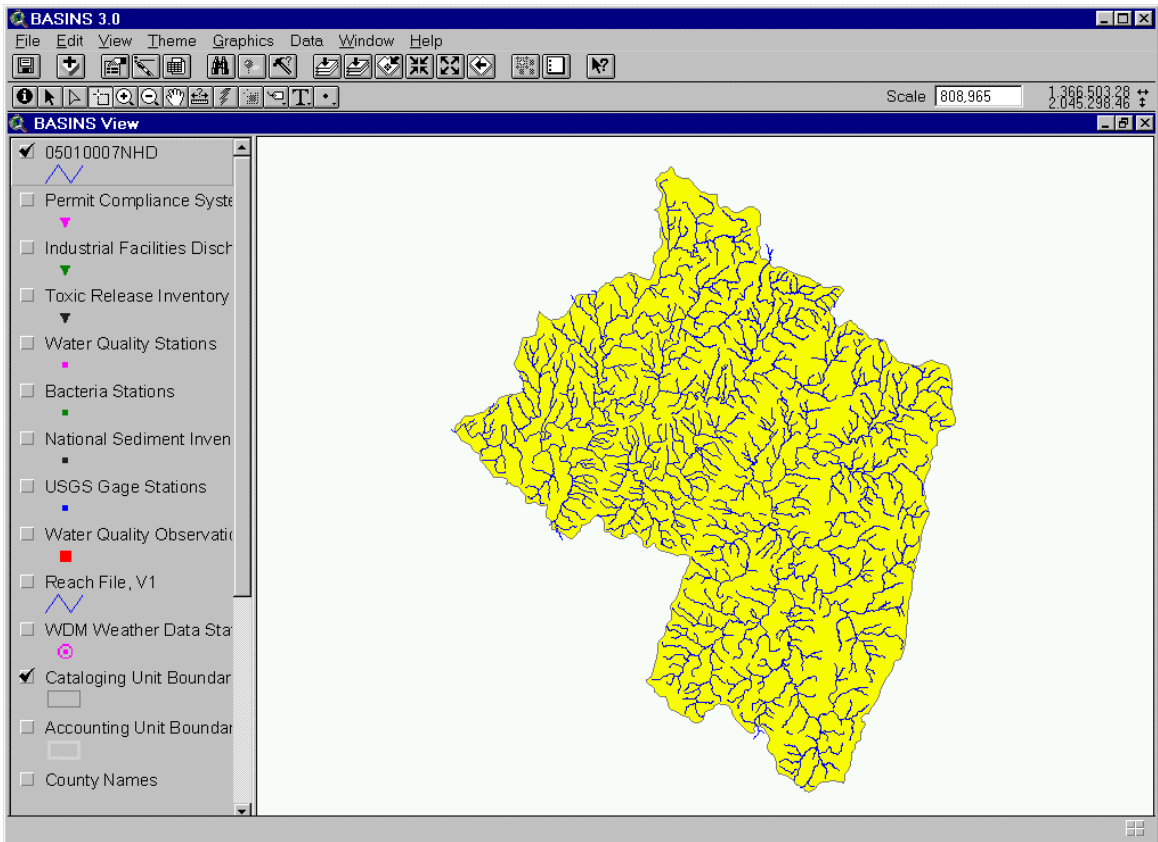 BASINS 3.0
File Edit View Theme Graphics Data Window Help
Scale 808,965
1,366,503.28
2,045,298.46
BASINS View
05010007NHD
Permit Compliance Syste
Industrial Facilities Disch
Toxic Release Inventory
Water Quality Stations
Bacteria Stations
National Sediment Inven
USGS Gage Stations
Water Quality Observatio
Reach File, V1
WDM Weather Data Sta
Cataloging Unit Boundar
Accounting Unit Boundar
County Names